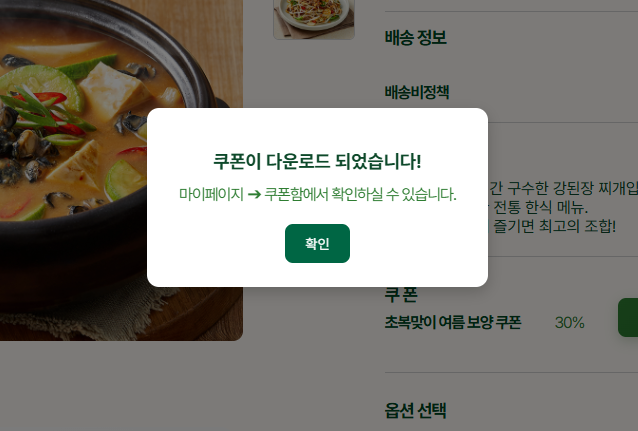 배송 정보
배송비정책
쿠폰이 다운로드 되었습니다!
마이페이지 ➔ 쿠폰함에서 확인하실 수 있습니다.
확인
간 구수한 강된장 찌개입
전통 한식 메뉴.
즐기면 최고의 조합!
쿠폰
초복맞이 여름 보양 쿠폰 30%
옵션 선택